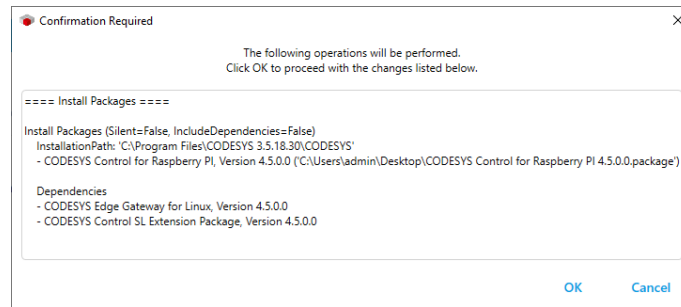 Confirmation Required
The following operations will be performed.
Click OK to proceed with the changes listed below.
==== Install Packages ====
Install Packages (Silent=False, IncludeDependencies=False)
InstallationPath: 'C:\Program Files\CODESYS 3.5.18.30\CODESYS'
- CODESYS Control for Raspberry PI, Version 4.5.0.0 ('C:\Users\admin\Desktop\CODESYS Control for Raspberry PI 4.5.0.0.package')
Dependencies
- CODESYS Edge Gateway for Linux, Version 4.5.0.0
- CODESYS Control SL Extension Package, Version 4.5.0.0
OK Cancel